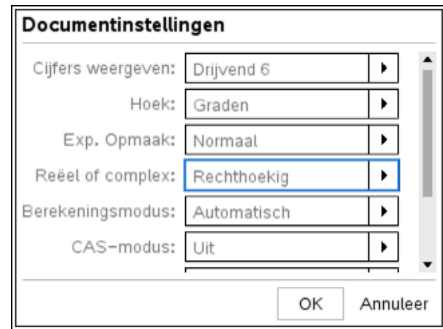 Documentinstellingen
Cijfers weergeven: Drijvend 6
Hoek: Graden
Exp. Opmaak: Normaal
Reëel of complex: Rechthoekig
Berekeningsmodus: Automatisch
CAS-modus: Uit
OK Annuleer